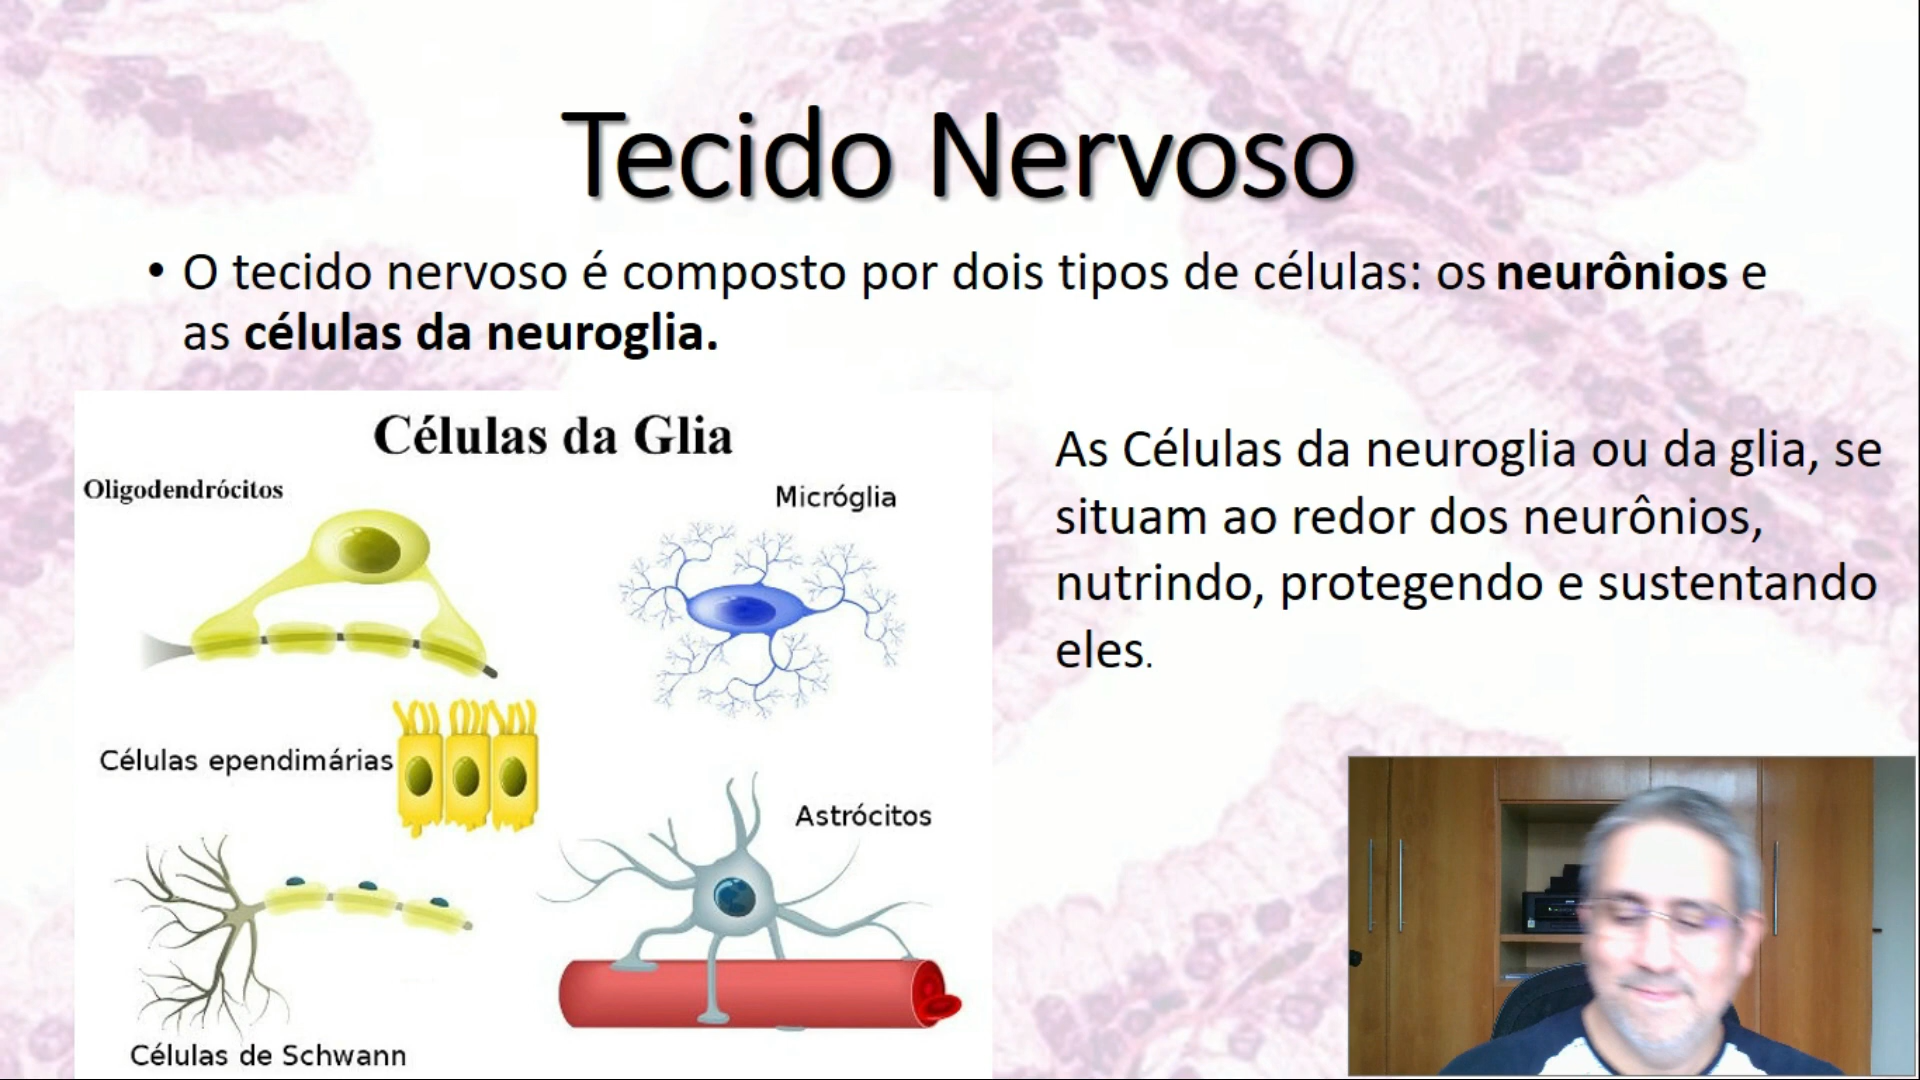 Tecido Nervoso
• O tecido nervoso é composto por dois tipos de células: os neurônios e
as células da neuroglia.
Células da Glia
Oligodendrócitos
Micróglia
Células ependimárias
Astrócitos
Células de Schwann
As Células da neuroglia ou da glia, se
situam ao redor dos neurônios,
nutrindo, protegendo e sustentando
eles.